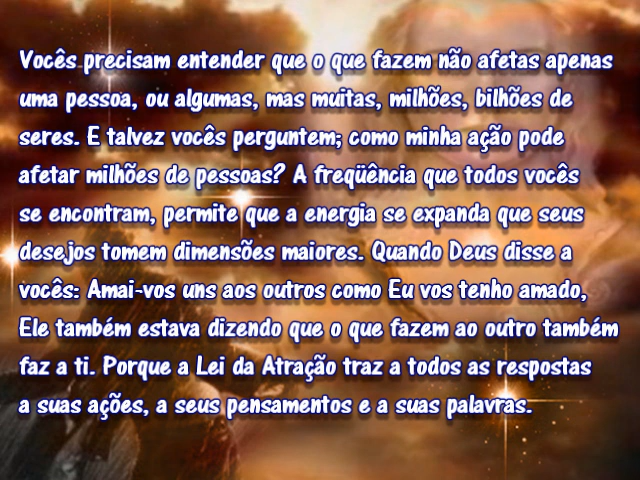 Vocês precisam entender que o que fazem não afetas apenas
uma pessoa, ou algumas, mas muitas, milhões, bilhões de
seres. E talvez vocês perguntem; como minha ação pode
afetar milhões de pessoas? A freqüência que todos vocês
se encontram, permite que a energia se expanda que seus
desejos tomem dimensões maiores. Quando Deus disse a
vocês: Amai-vos uns aos outros como Eu vos tenho amado,
Ele também estava dizendo que o que fazem ao outro também
faz a ti. Porque a Lei da Atração traz a todos as respostas
a suas ações, a seus pensamentos e a suas palavras.